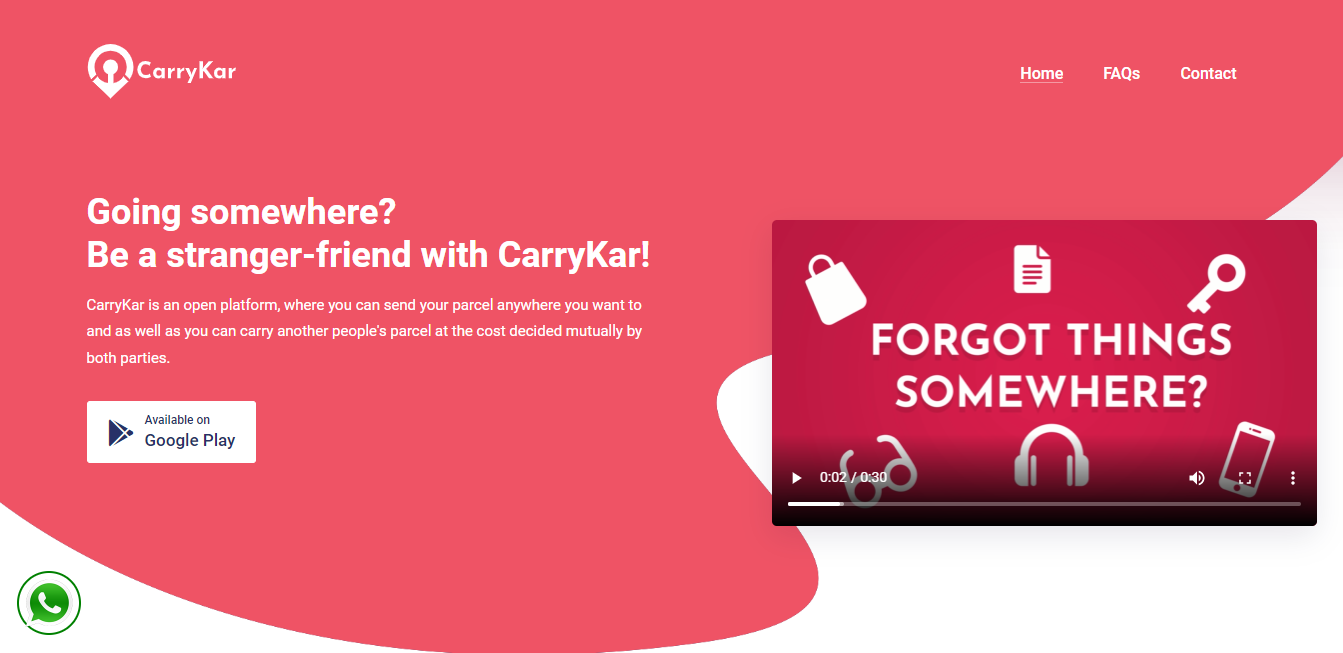 CarryKar
Home
FAQs
Contact
Going somewhere?
Be a stranger-friend with CarryKar!
CarryKar is an open platform, where you can send your parcel anywhere you want to
and as well as you can carry another people's parcel at the cost decided mutually by
both parties.
Available on
Google Play
FORGOT THINGS
SOMEWHERE?
0:02 / 0:30